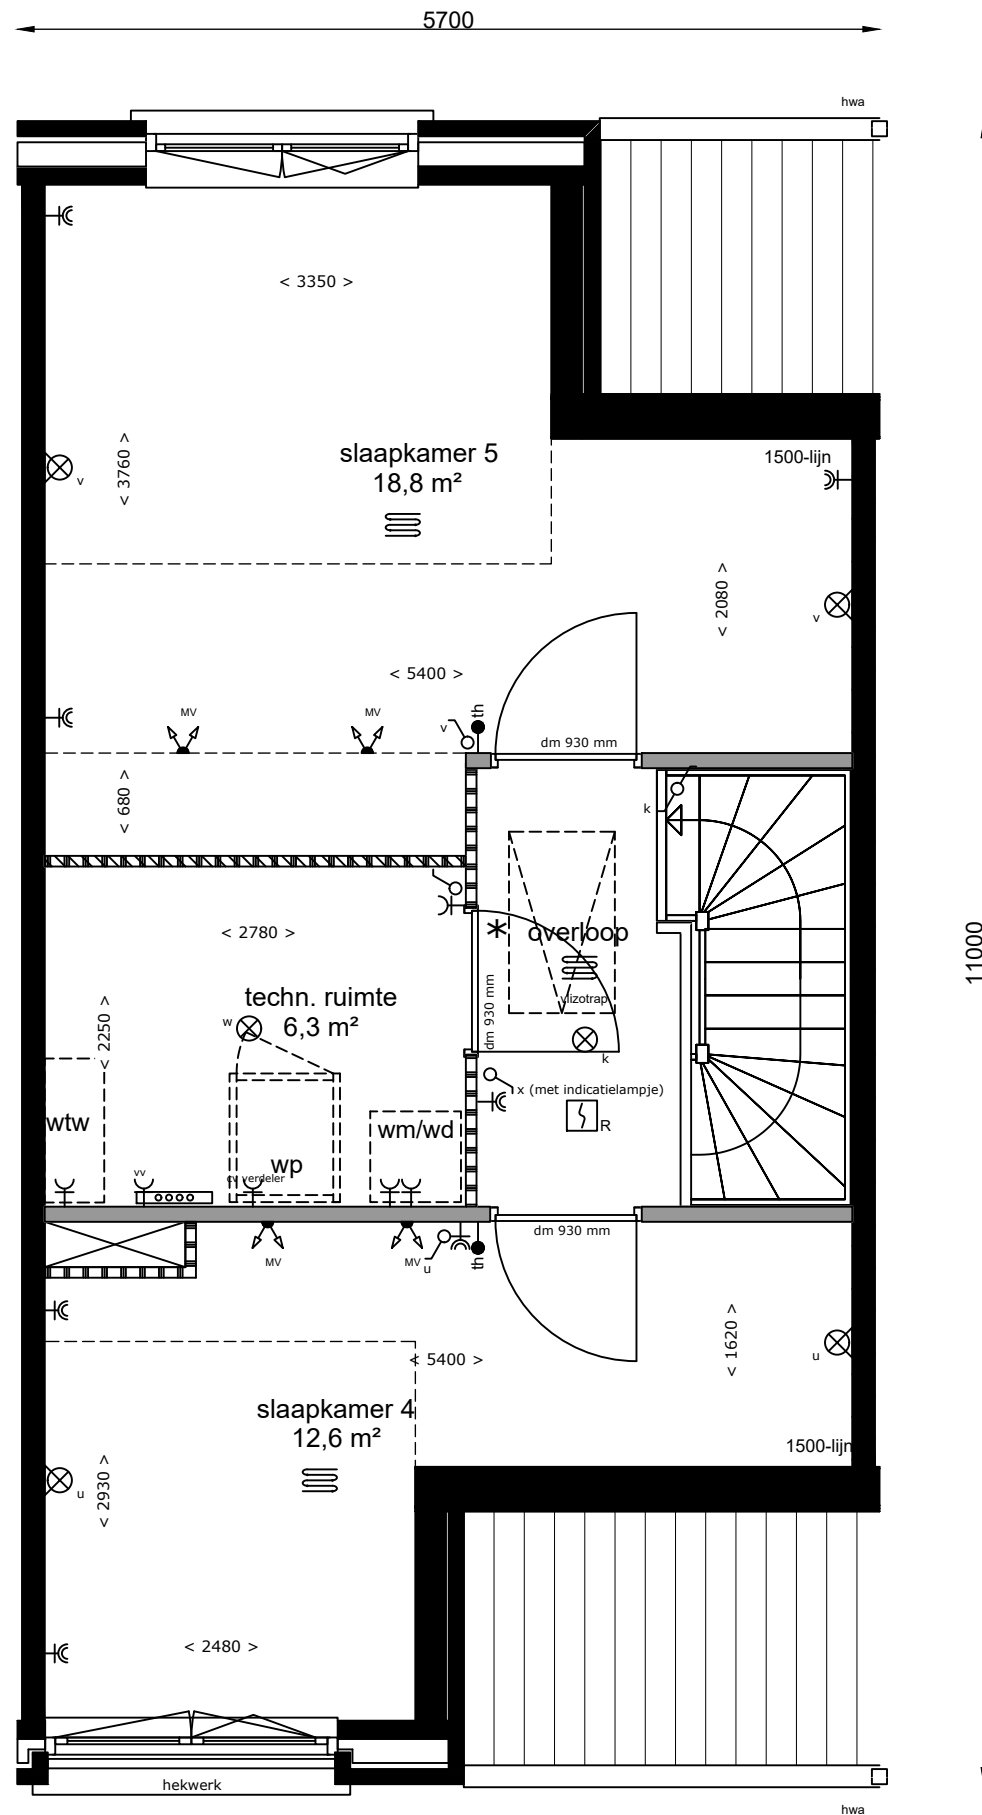 5700
hwa
< 3350 >
< 3760 >
slaapkamer 5
18,8 m²
1500-lijn
v
< 2080 >
v
< 5400 >
MV
MV
v
th
dm 930 mm
< 680 >
k
< 2780 >
* overloop
11000
techn. ruimte
6,3 m²
dm 930 mm
vlizotrap
w
< 2250 >
k
x (met indicatielampje)
wtw
wm/wd
R
wp
vv
cv verdeler
dm 930 mm
MV
MV
u
th
< 1620 >
u
< 5400 >
slaapkamer 4
12,6 m²
1500-lijn
u
< 2930 >
< 2480 >
hekwerk
hwa